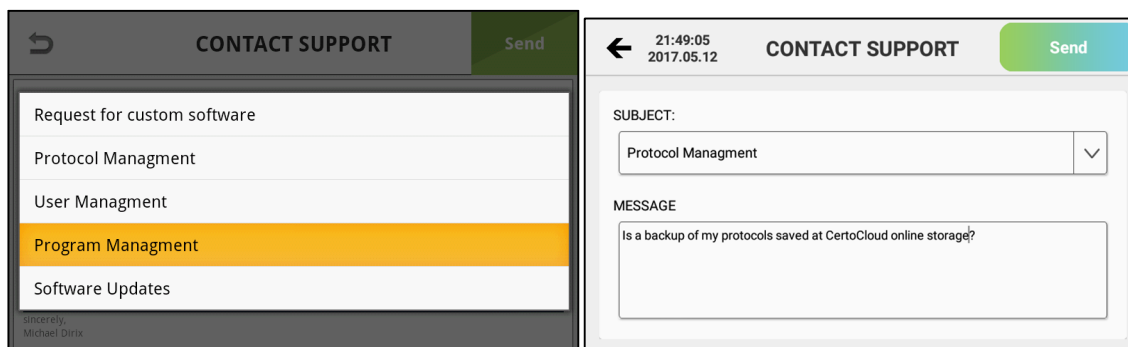 CONTACT SUPPORT
Send
Request for custom software
Protocol Managment
User Managment
Program Managment
Software Updates
sincerely,
Michael Dirix
21:49:05
2017.05.12
CONTACT SUPPORT
Send
SUBJECT:
Protocol Managment
MESSAGE
Is a backup of my protocols saved at CertoCloud online storage?